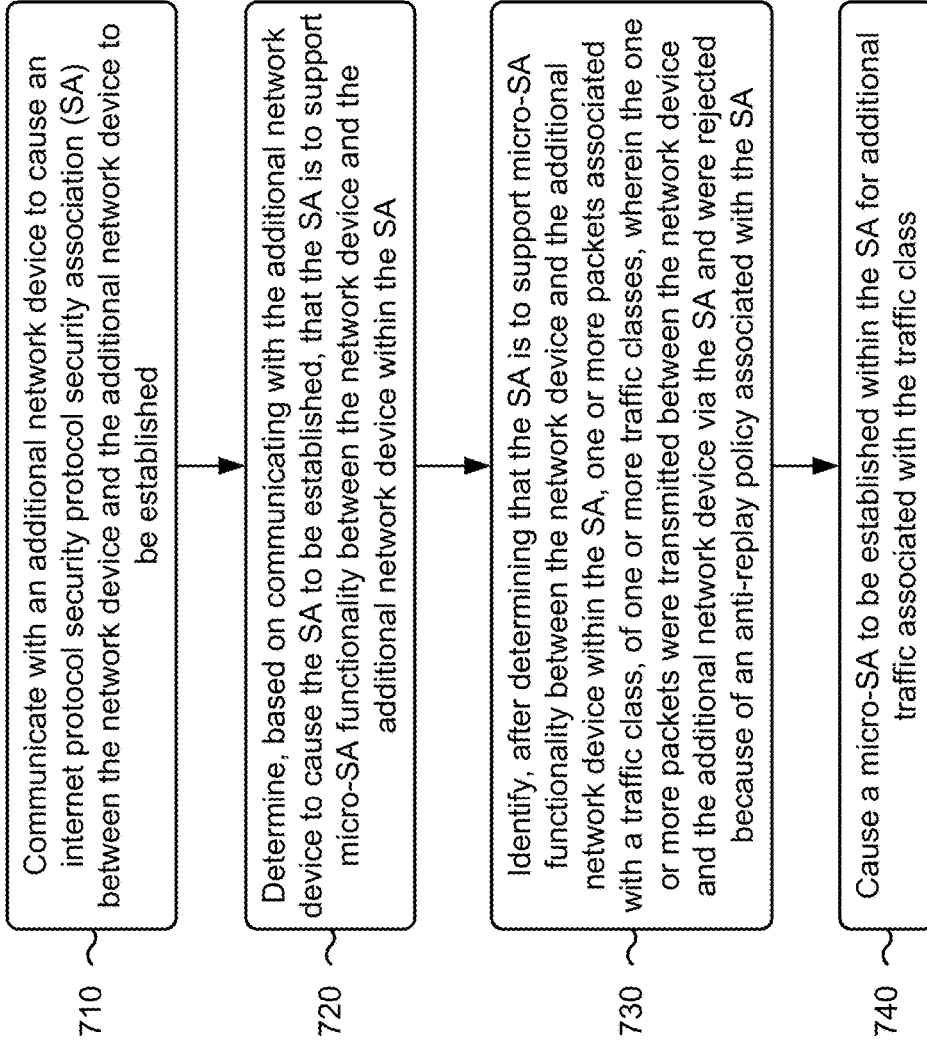 710
Communicate with an additional network device to cause an
internet protocol security protocol security association (SA)
between the network device and the additional network device to
be established
720
Determine, based on communicating with the additional network
device to cause the SA to be established, that the SA is to support
micro-SA functionality between the network device and the
additional network device within the SA
730
Identify, after determining that the SA is to support micro-SA
functionality between the network device and the additional
network device within the SA, one or more packets associated
with a traffic class, of one or more traffic classes, wherein the one
or more packets were transmitted between the network device
and the additional network device via the SA and were rejected
because of an anti-replay policy associated with the SA
740
Cause a micro-SA to be established within the SA for additional
traffic associated with the traffic class